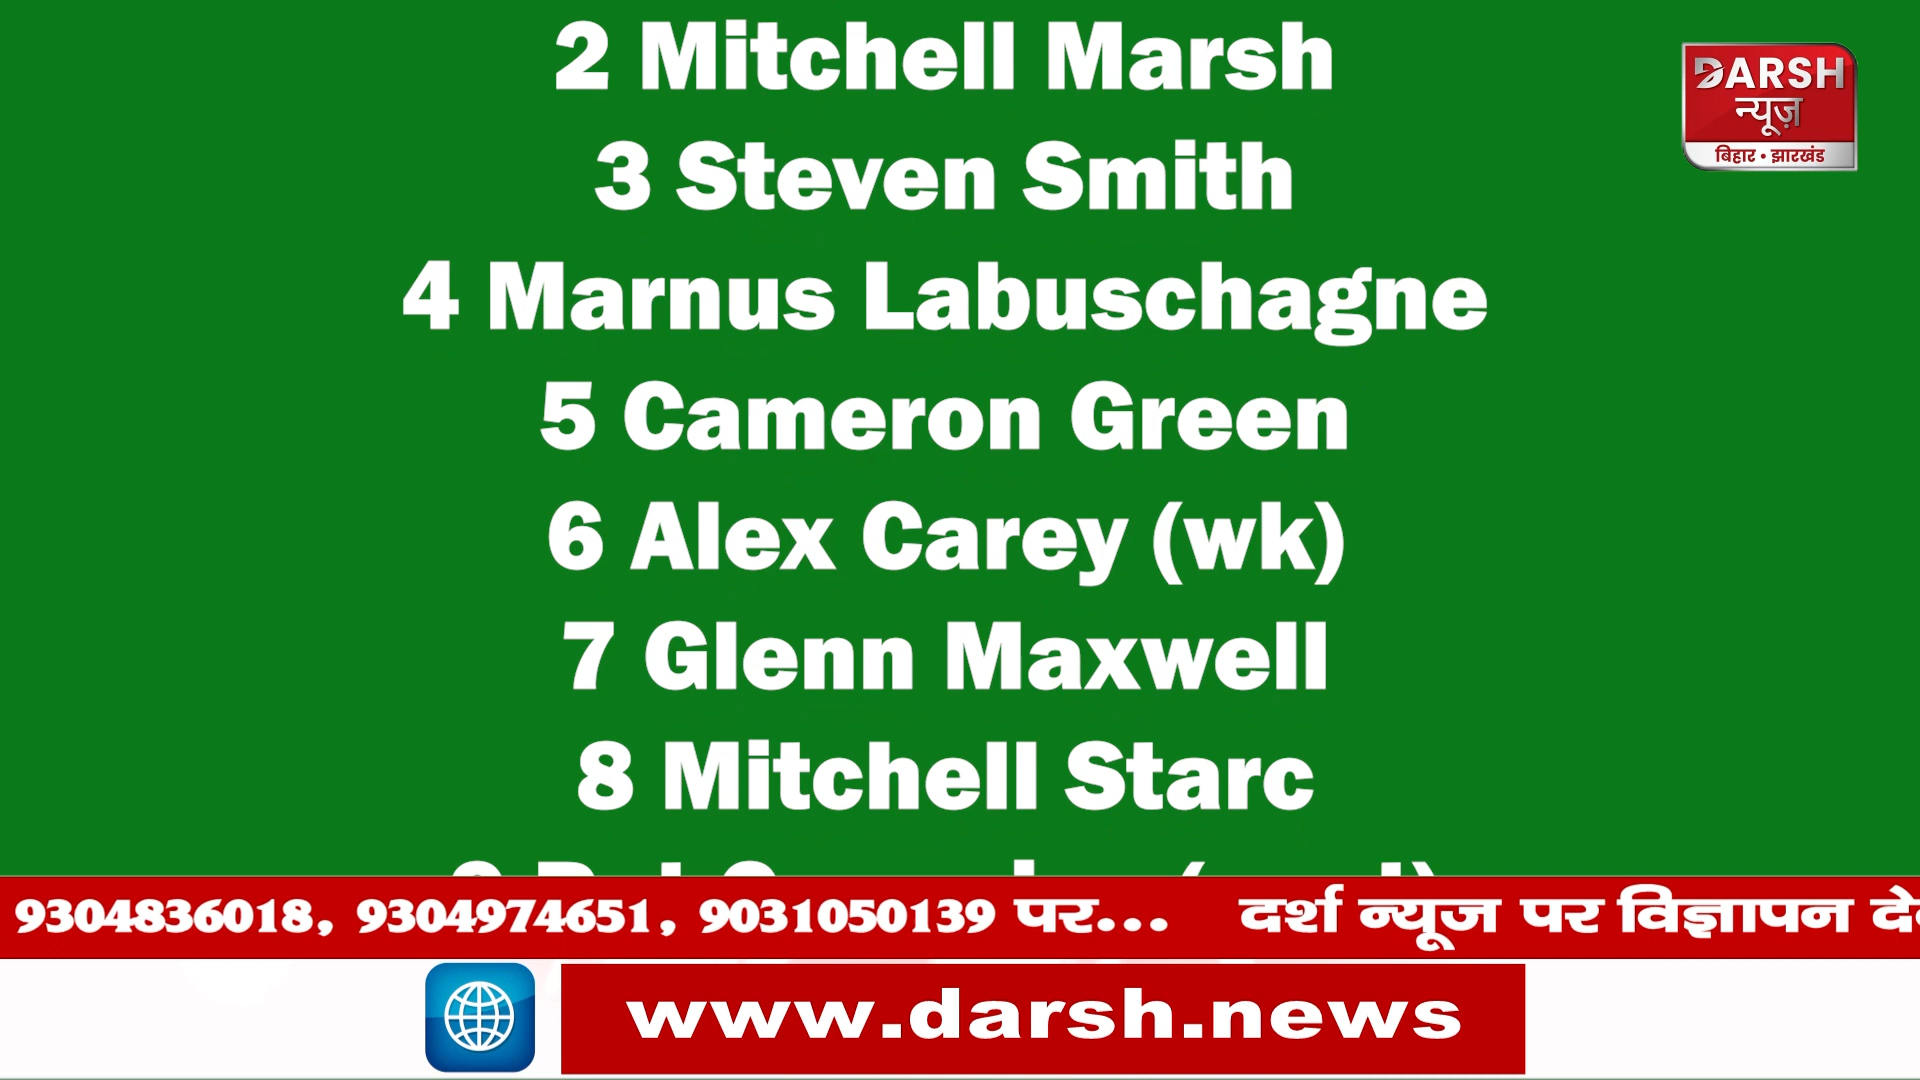 2 Mitchell Marsh
DARSH
न्यूज़
बिहार • झारखंड
3 Steven Smith
4 Marnus Labuschagne
5 Cameron Green
6 Alex Carey (wk)
7 Glenn Maxwell
8 Mitchell Starc
9304836018, 9304974651, 9031050139 पर... दर्श न्यूज पर विज्ञापन
www.darsh.news